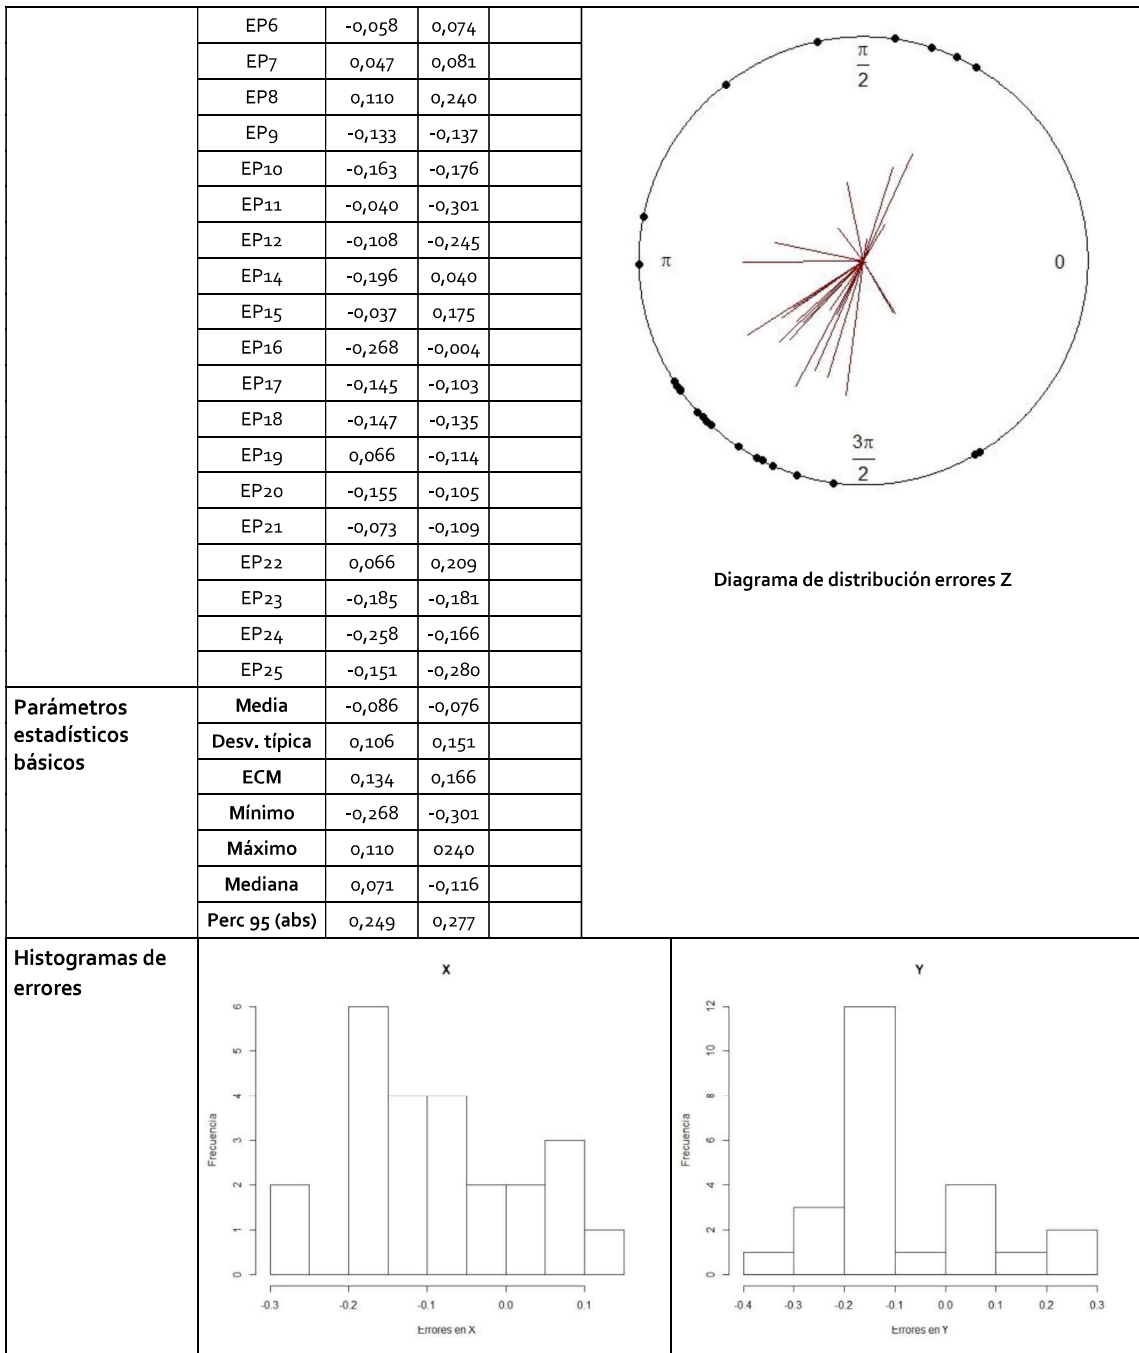 EP6 -0,058 0,074
EP7 0,047 0,081
EP8 0,110 0,240
EP9 -0,133 -0,137
EP10 -0,163 -0,176
EP11 -0,040 -0,301
EP12 -0,108 -0,245
EP14 -0,196 0,040
EP15 -0,037 0,175
EP16 -0,268 -0,004
EP17 -0,145 -0,103
EP18 -0,147 -0,135
EP19 0,066 -0,114
EP20 -0,155 -0,105
EP21 -0,073 -0,109
EP22 0,066 0,209
EP23 -0,185 -0,181
EP24 -0,258 -0,166
EP25 -0,151 -0,280
π
2
π
0
3π
2
Diagrama de distribución errores Z
Parámetros
estadísticos
básicos
Media -0,086 -0,076
Desv. típica 0,106 0,151
ECM 0,134 0,166
Mínimo -0,268 -0,301
Máximo 0,110 0240
Mediana 0,071 -0,116
Perc 95 (abs) 0,249 0,277
Histogramas de
errores
X
6
5
4
3
2
1
0
Frecuencia
-0.3 -0.2 -0.1 0.0 0.1
Errores en X
Y
12
10
8
6
4
2
0
Frecuencia
-0.4 -0.3 -0.2 -0.1 0.0 0.1 0.2 0.3
Errores en Y